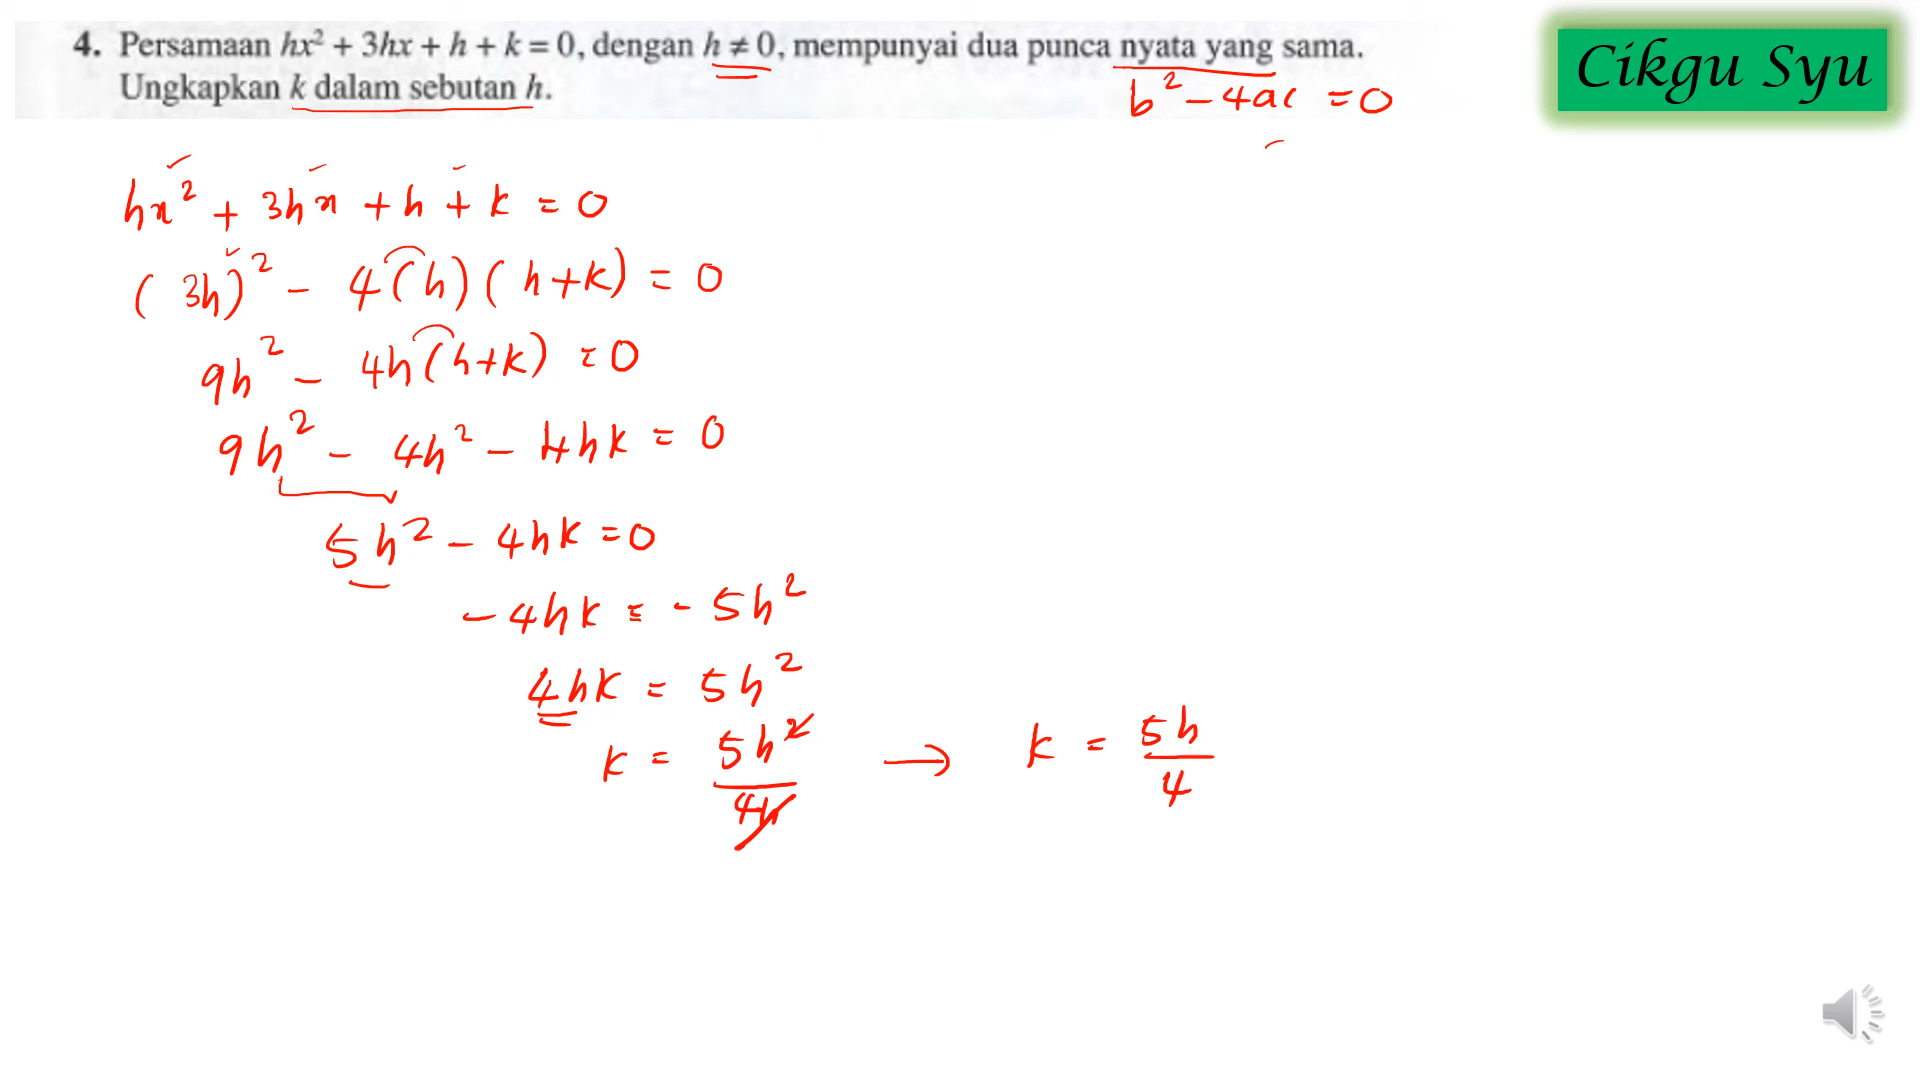 4. Persamaan hx² + 3hx + h + k = 0, dengan h ≠ 0, mempunyai dua punca nyata yang sama.
Ungkapkan k dalam sebutan h.
b² - 4ac = 0
Cikgu Syu
hx² + 3hx + h + k = 0
(3h)² - 4(h)(h+k) = 0
9h² - 4h(h+k) = 0
9h² - 4h² - 4hk = 0
5h² - 4hk = 0
-4hk = -5h²
4hk = 5h²
k = 5h²/4h → k = 5h/4